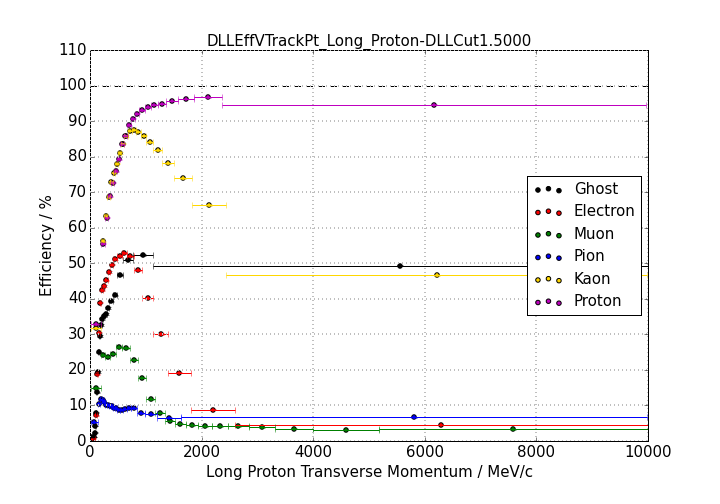 DLLEffVTrackPt_Long_Proton-DLLCut1.5000
110
100
90
80
70
60
50
40
30
20
10
0
Efficiency / %
Ghost
Electron
Muon
Pion
Kaon
Proton
0 2000 4000 6000 8000 10000
Long Proton Transverse Momentum / MeV/c